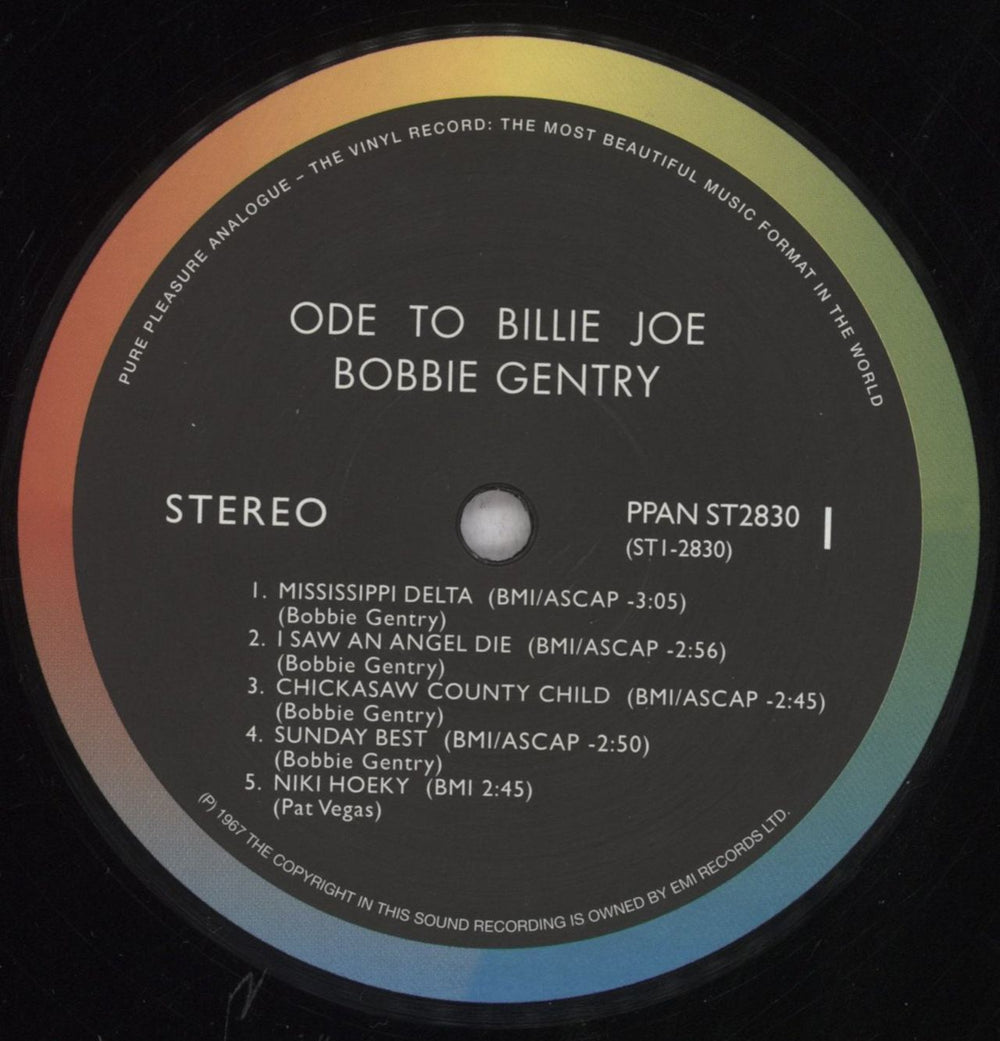 PURE PLEASURE ANALOGUE – THE VINYL RECORD: THE MOST BEAUTIFUL MUSIC FORMAT IN THE WORLD
ODE TO BILLIE JOE
BOBBIE GENTRY
STEREO
PPAN ST2830 1
(ST1-2830)
1. MISSISSIPPI DELTA (BMI/ASCAP -3:05)
(Bobbie Gentry)
2. I SAW AN ANGEL DIE (BMI/ASCAP -2:56)
(Bobbie Gentry)
3. CHICKASAW COUNTY CHILD (BMI/ASCAP -2:45)
(Bobbie Gentry)
4. SUNDAY BEST (BMI/ASCAP -2:50)
(Bobbie Gentry)
5. NIKI HOEKY (BMI 2:45)
(Pat Vegas)
(P) 1967 THE COPYRIGHT IN THIS SOUND RECORDING IS OWNED BY EMI RECORDS LTD.